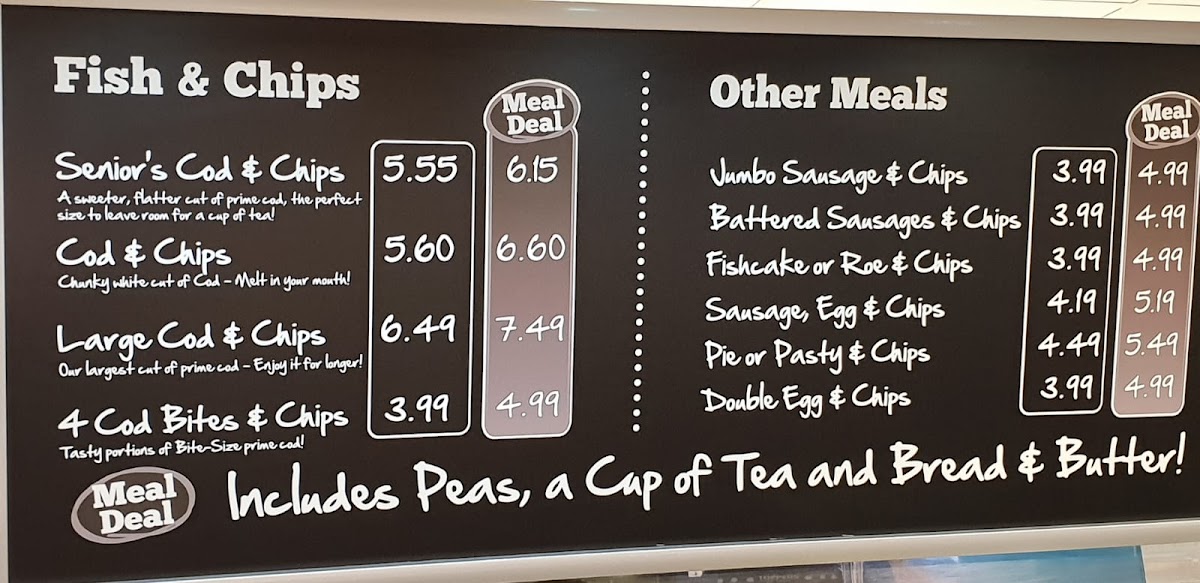 Fish & Chips
Meal
Deal
Senior's Cod & Chips 5.55 6.15
A sweeter, flatter cut of prime cod, the perfect
size to leave room for a cup of tea!
Cod & Chips 5.60 6.60
Chunky white cut of Cod – Melt in your mouth!
Large Cod & Chips 6.49 7.49
Our largest cut of prime cod – Enjoy it for longer!
4 Cod Bites & Chips 3.99 4.99
Tasty portions of Bite-Size prime cod!
Other Meals
Meal
Deal
Jumbo Sausage & Chips 3.99 4.99
Battered Sausages & Chips 3.99 4.99
Fishcake or Roe & Chips 3.99 4.99
Sausage, Egg & Chips 4.19 5.19
Pie or Pasty & Chips 4.49 5.49
Double Egg & Chips 3.99 4.99
Meal
Deal
Includes Peas, a Cup of Tea and Bread & Butter!